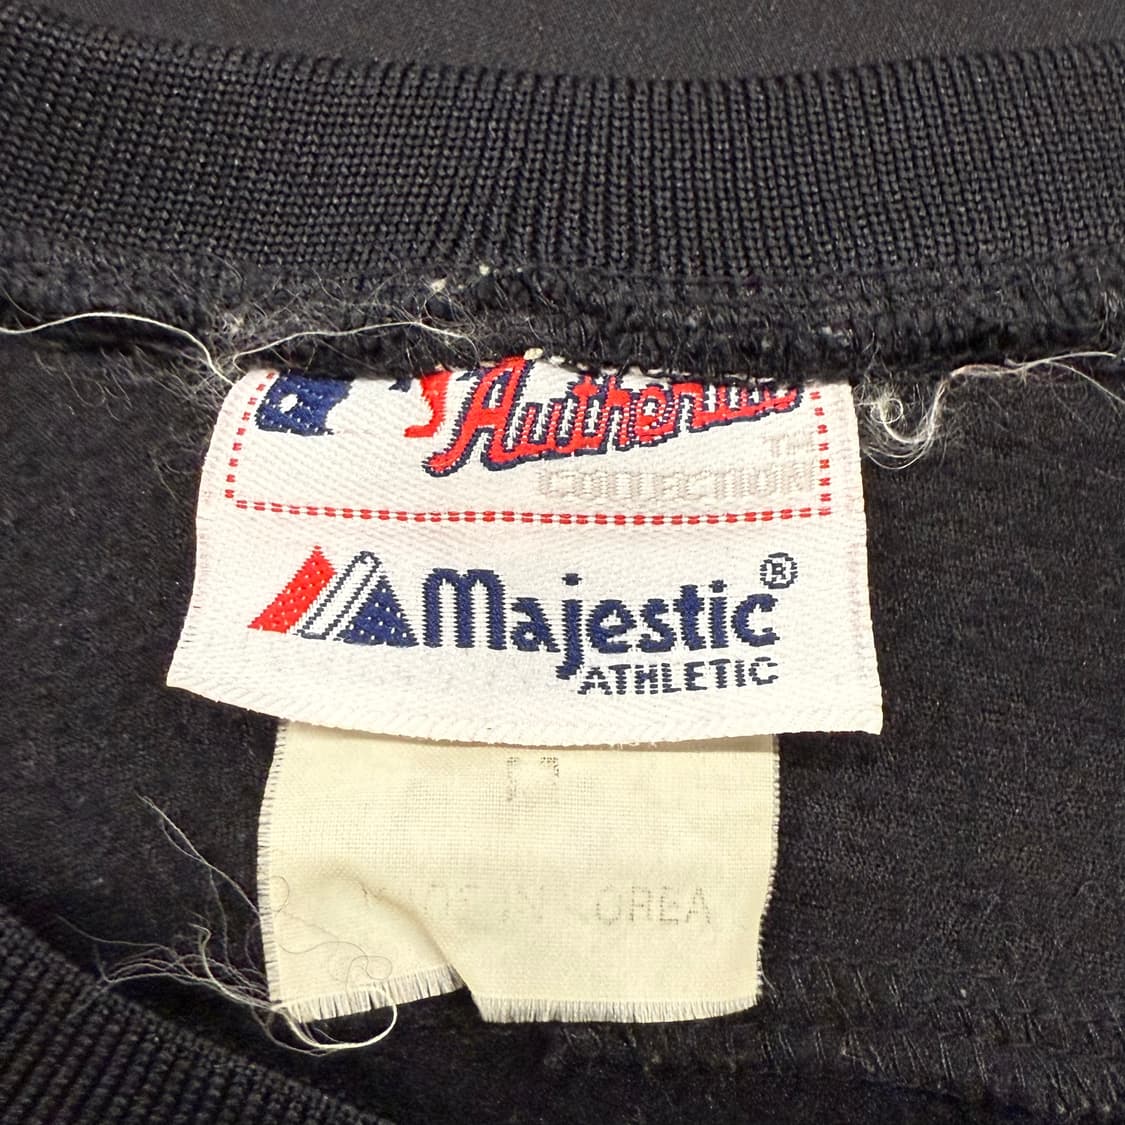 Authentic
TM
COLLECTION
Majestic®
ATHLETIC
M
MADE IN KOREA